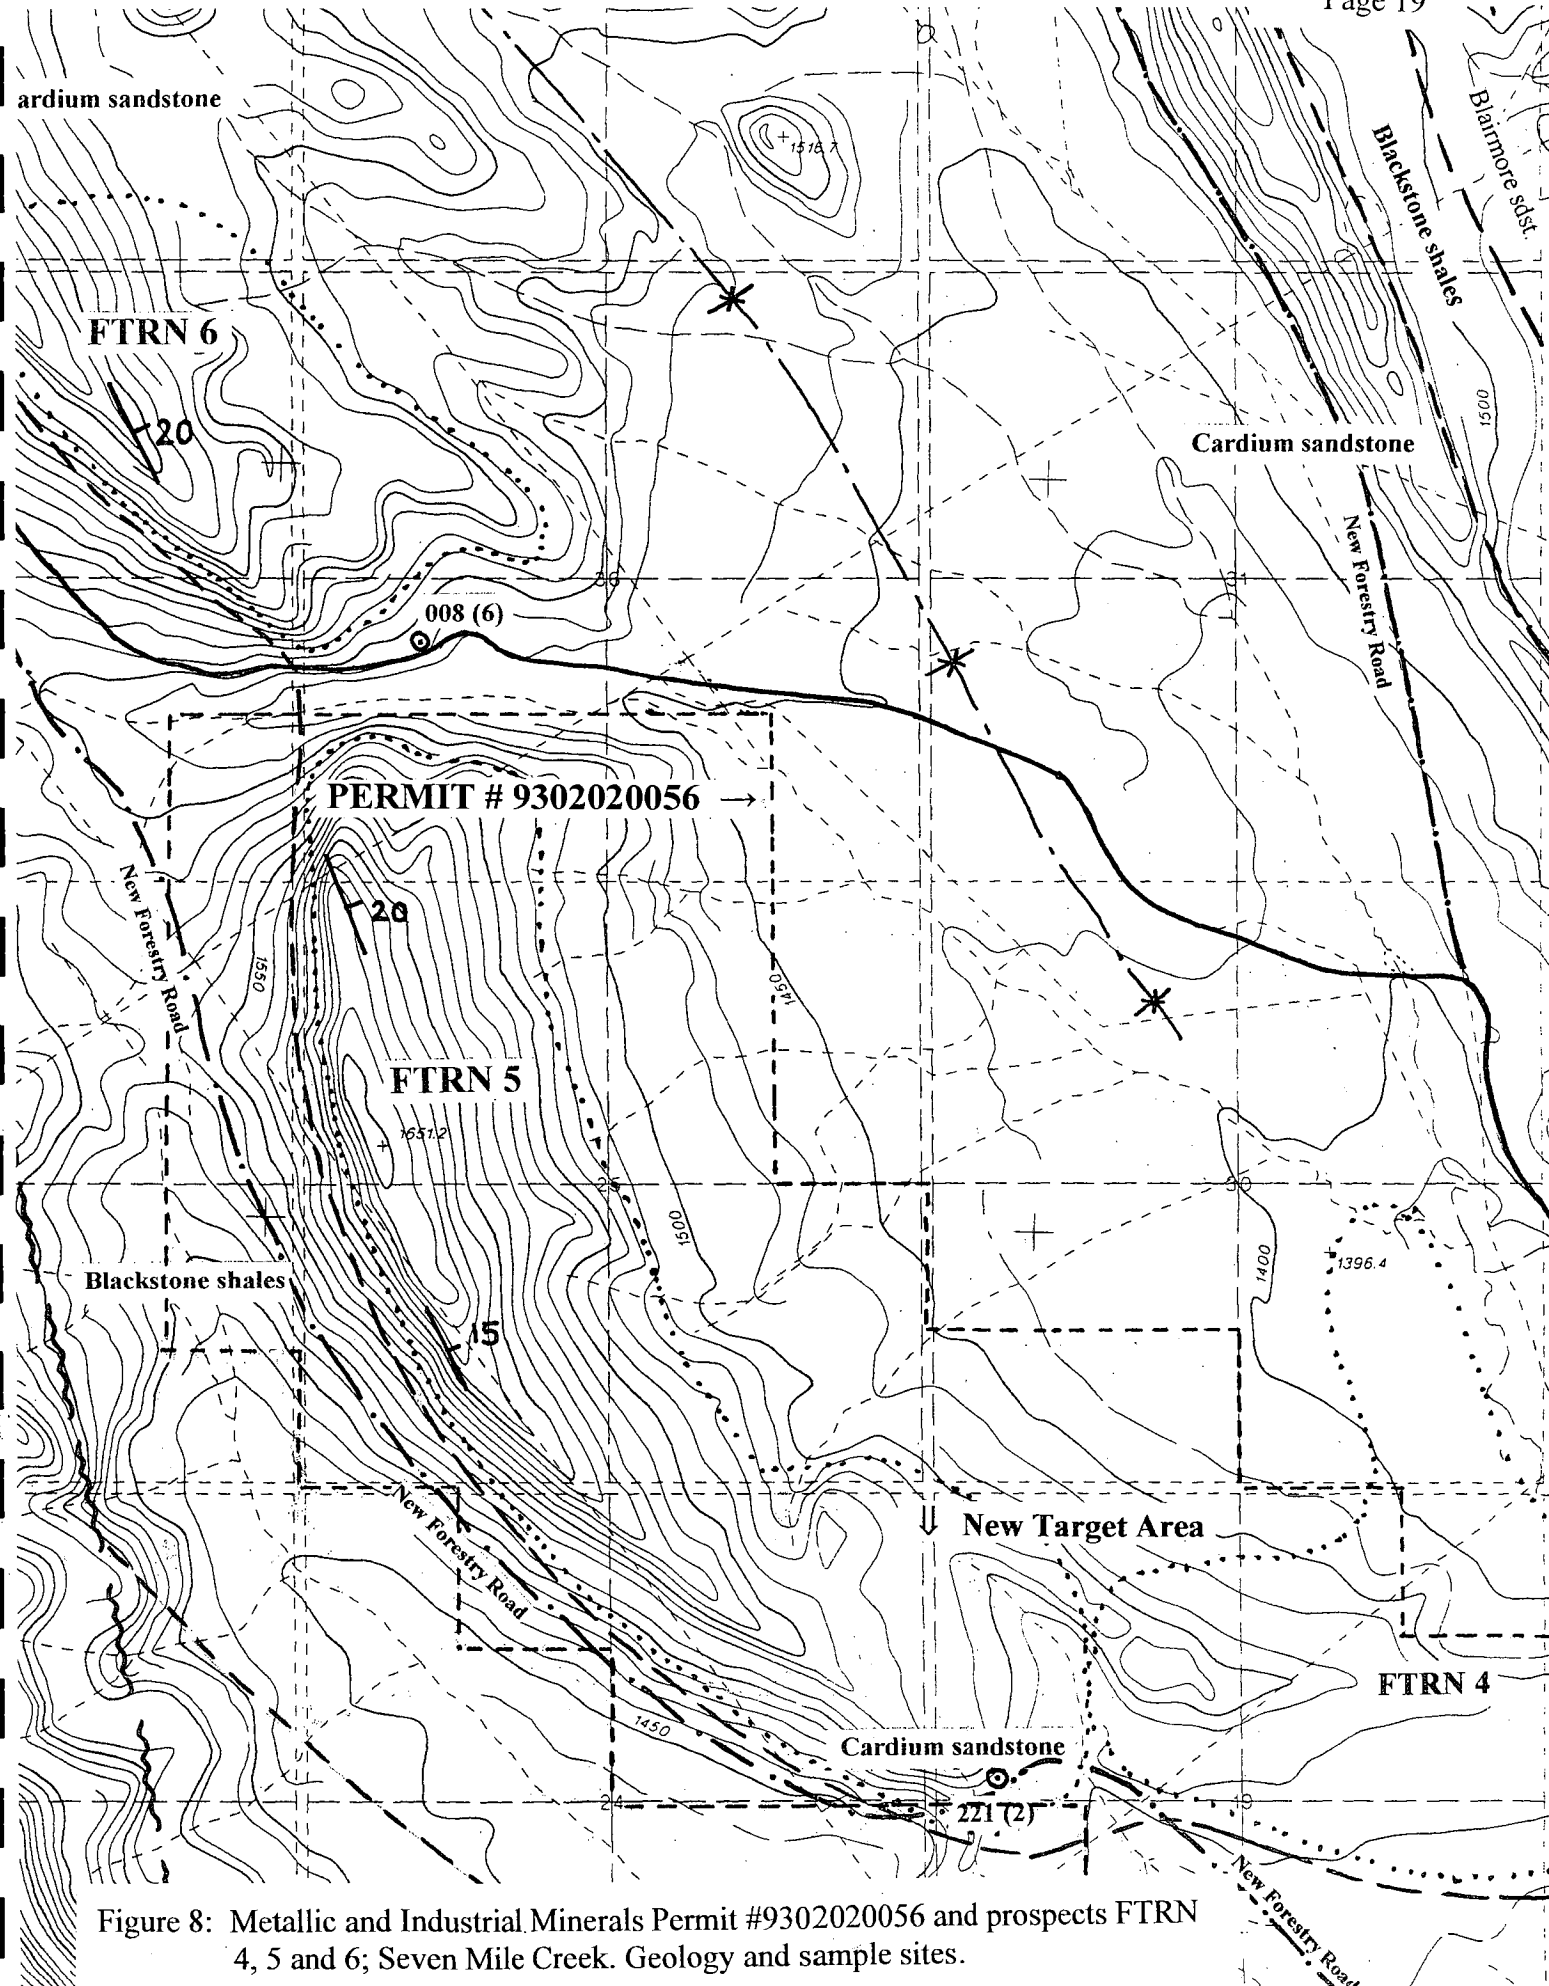 Page 19
ardium sandstone
1516.7
Blairmore sdst.
Blackstone shales
FTRN 6
20
1500
Cardium sandstone
New Forestry Road
008 (6)
PERMIT # 9302020056 →
New Forestry Road
20
1550
1450
FTRN 5
1651.2
1500
30
1400
1396.4
Blackstone shales
15
New Forestry Road
⇓ New Target Area
FTRN 4
1450
Cardium sandstone
24
221 (2)
19
New Forestry Road
Figure 8: Metallic and Industrial Minerals Permit #9302020056 and prospects FTRN
4, 5 and 6; Seven Mile Creek. Geology and sample sites.